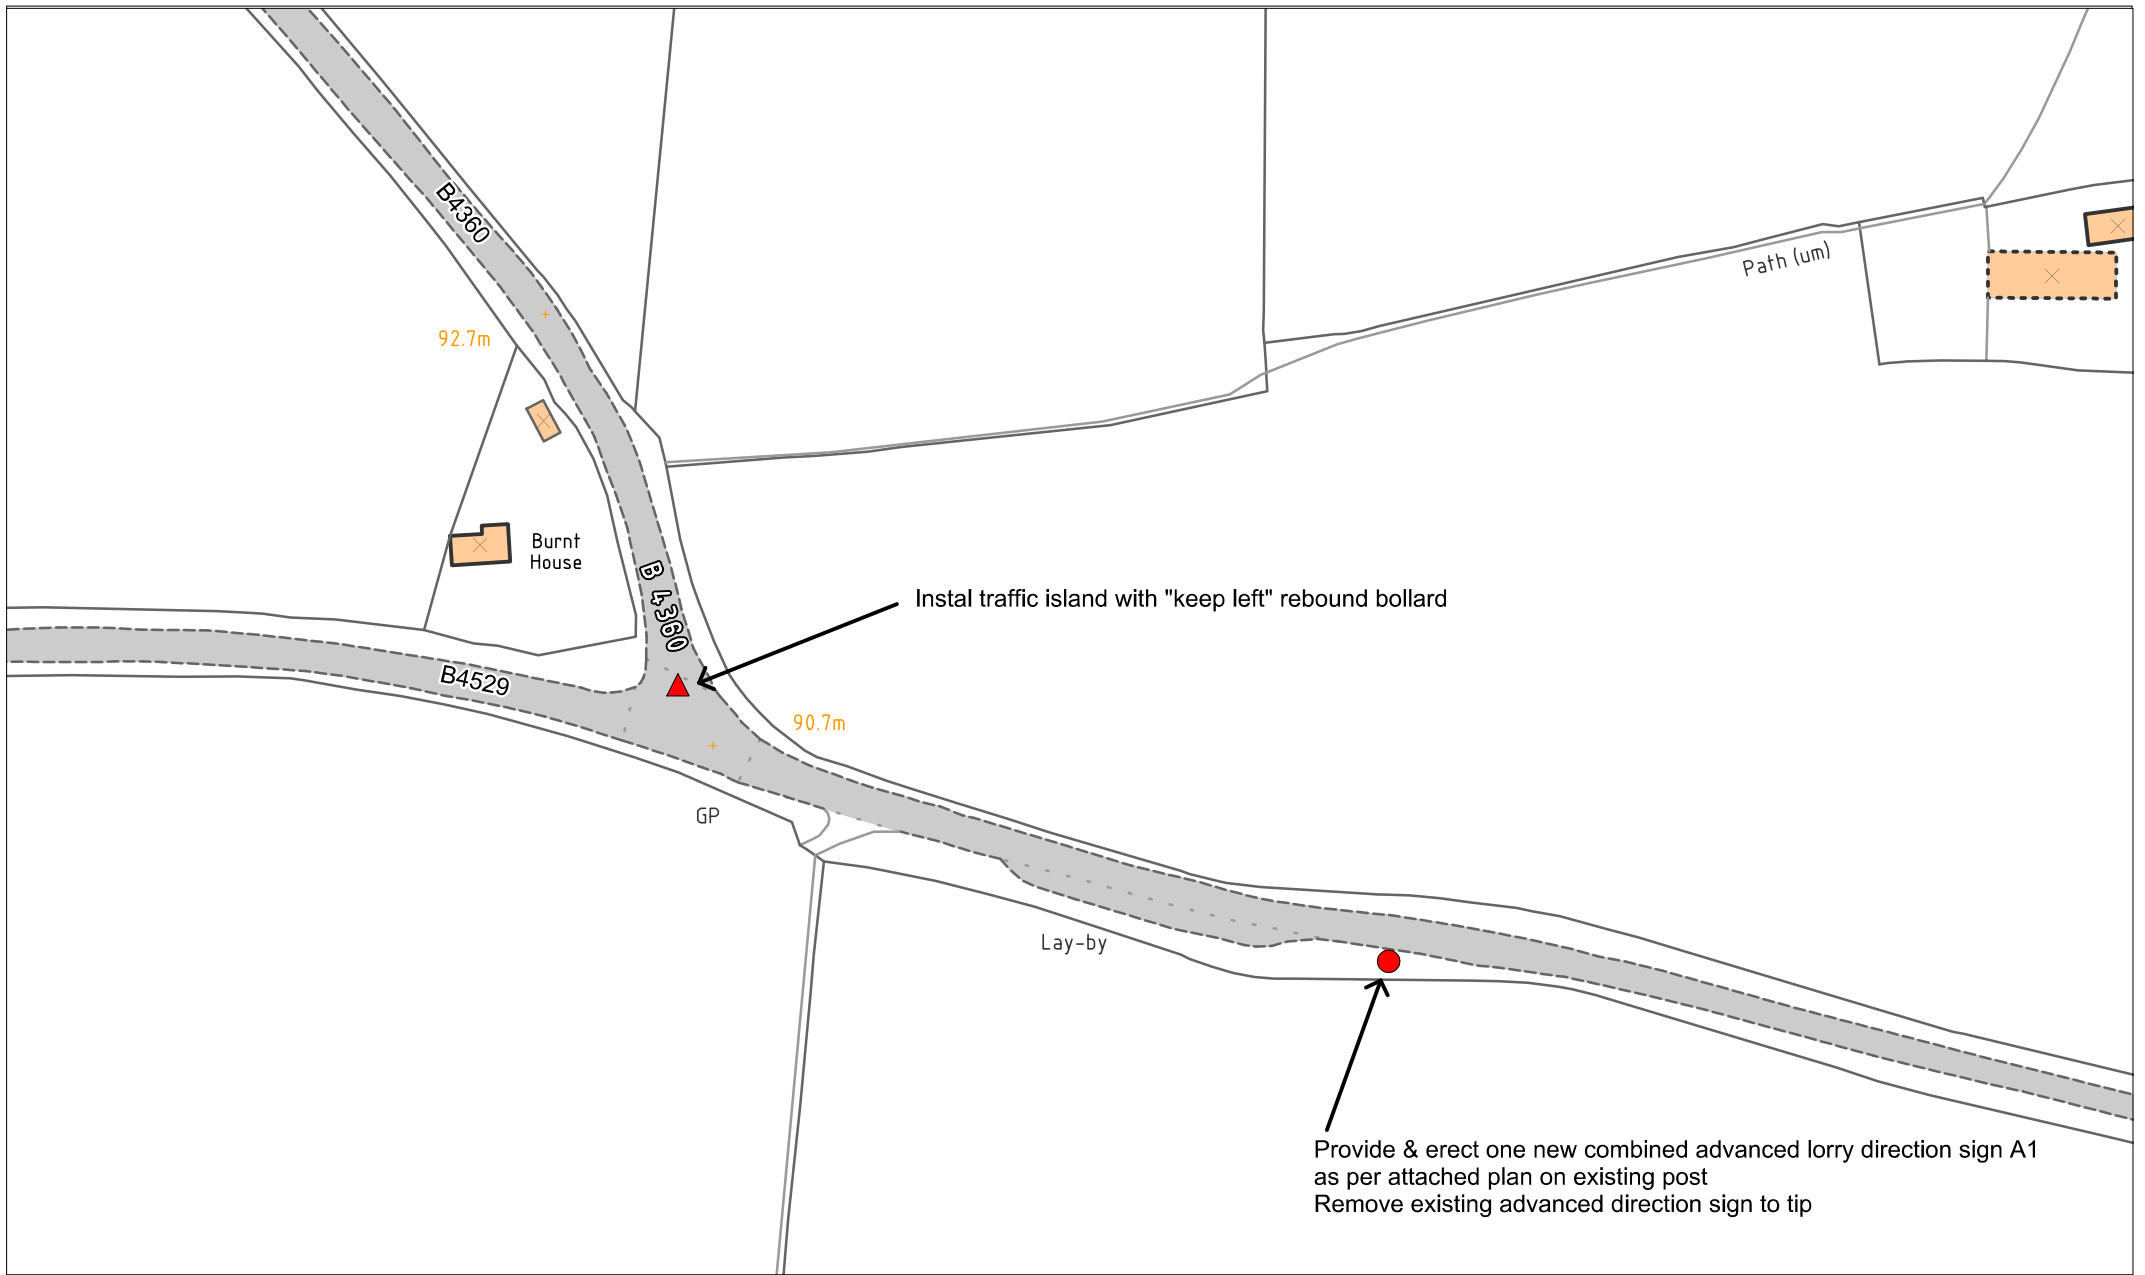 B4360
Path (um)
92.7m
Burnt
House
B 4360
Instal traffic island with "keep left" rebound bollard
B4529
90.7m
GP
Lay-by
Provide & erect one new combined advanced lorry direction sign A1
as per attached plan on existing post
Remove existing advanced direction sign to tip